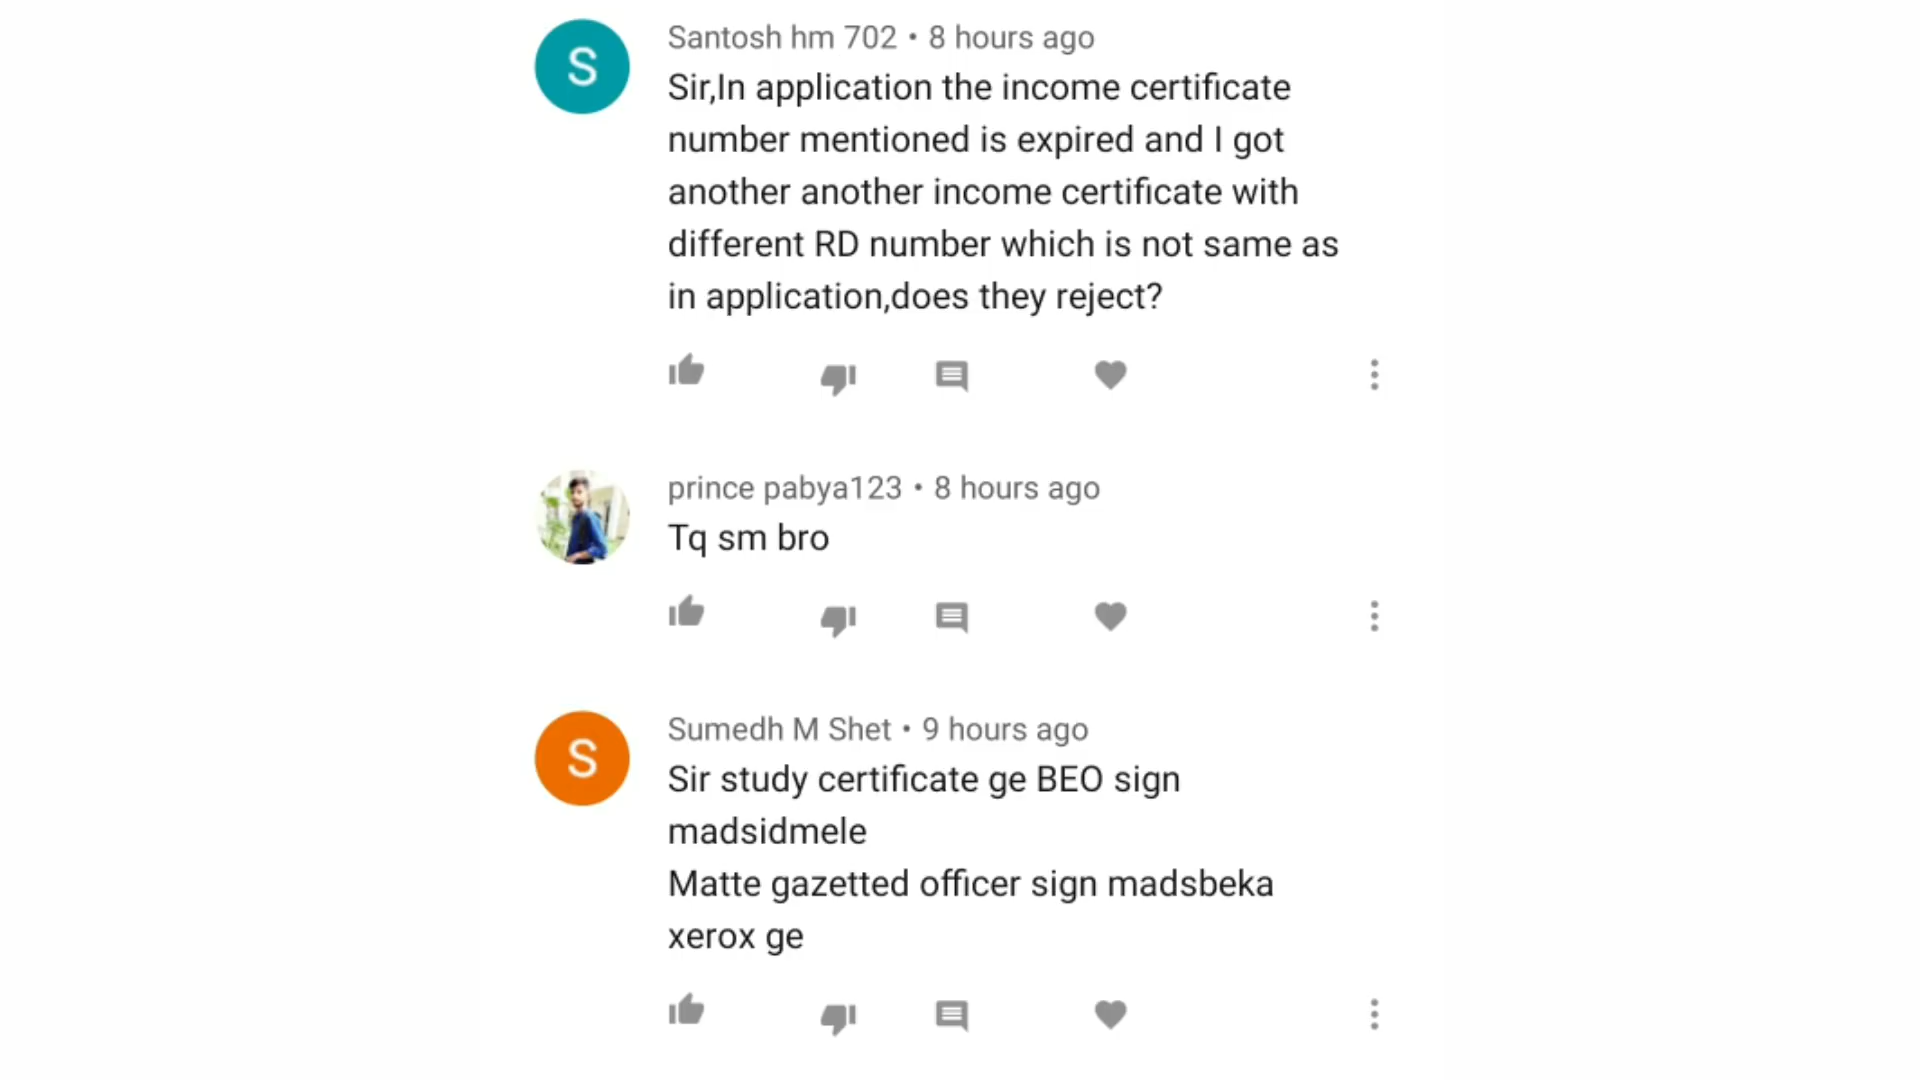 S
Santosh hm 702 • 8 hours ago
Sir,In application the income certificate
number mentioned is expired and I got
another another income certificate with
different RD number which is not same as
in application,does they reject?
prince pabya123 • 8 hours ago
Tq sm bro
S
Sumedh M Shet • 9 hours ago
Sir study certificate ge BEO sign
madsidmele
Matte gazetted officer sign madsbeka
xerox ge